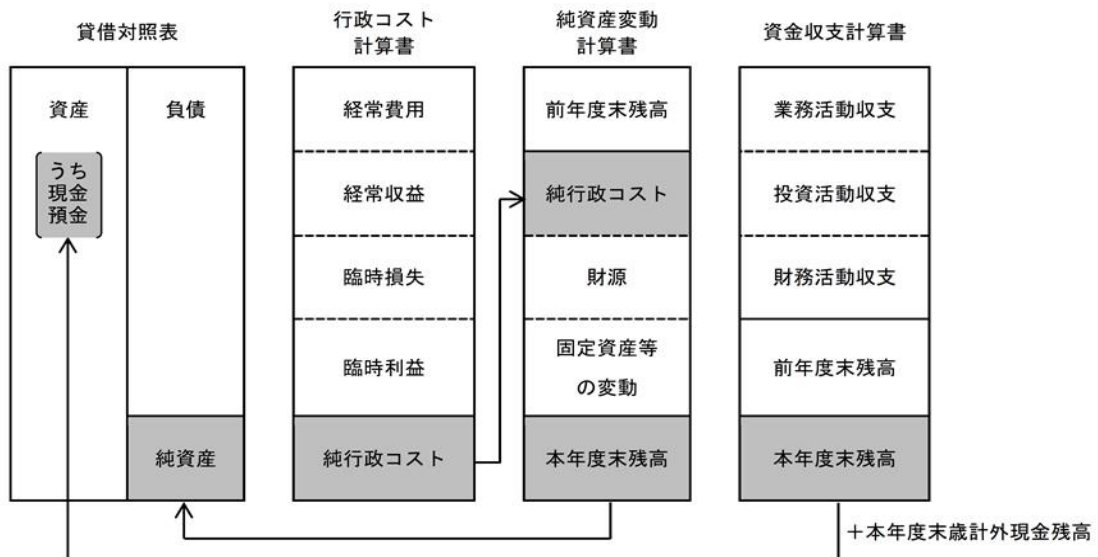 貸借対照表
資産
うち
現金
預金
負債
純資産
行政コスト
計算書
経常費用
経常収益
臨時損失
臨時利益
純行政コスト
純資産変動
計算書
前年度末残高
純行政コスト
財源
固定資産等
の変動
本年度末残高
資金収支計算書
業務活動収支
投資活動収支
財務活動収支
前年度末残高
本年度末残高
+本年度末歳計外現金残高